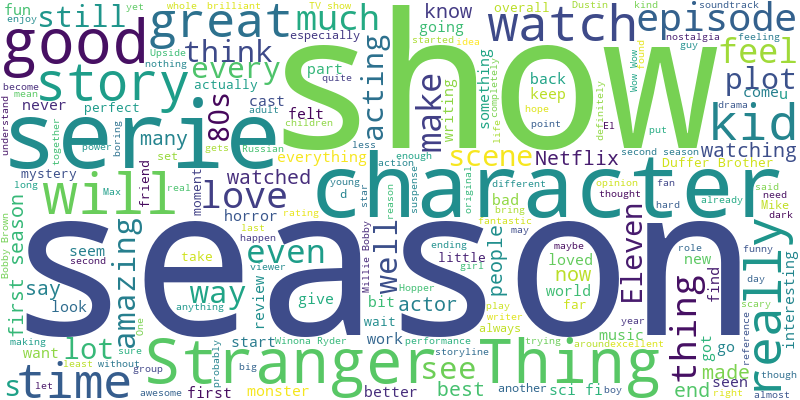 fun
still
great
much
know
going
overall
Dustin
kind
soundtrack
enjoy
yet
whole
brilliant
TV show
especially
started
idea
watch
episode
good
Upside
nothing
think
acting
make
writing
something
back
keep
guy
nostalgia
feeling
show
story
every
actually
part
quite
wound
completely
feel
plot
come
u
understand
become
mean
never
perfect
80s
cast
felt
adult
children
hope
point
life
definitely
Wow Wow
E1
drama
put
kid
serie
together
power
boring
many
gets
Russian
set
everything
less
action
enough
scene
Netflix
second season
Duffer Brother
watching
mystery
long
Max
friend
real
moment
watched
love
horror
star
young
d
suspense
reason
original
different
bad
bring
fantastic
opinion
thought
fan
hard
already
said
need
Mike
dark
will
character
Bobby Brown
first season
seem
second
say
look
amazing
last
happen
take
even
way
rating
viewer
review
give
anything
season
Millie Bobby
well
Hopper
bit
actor
ending
little
girl
people
may
maybe
loved
now
world
far
Eleven
role
new
find
thing
funny
day
scary
really
interesting
making
want
lot
One
sure
start
Winona Ryder
wait
work
always
play
writer
performance
storyline
trying
aroundexcellent
music
year
made
got
go
seen
reference
though
almost
s
time
least
let
without
group
awesome
first
monster
probably
big
Stranger Thing
better
see
best
another
sci fi
boy
end
right